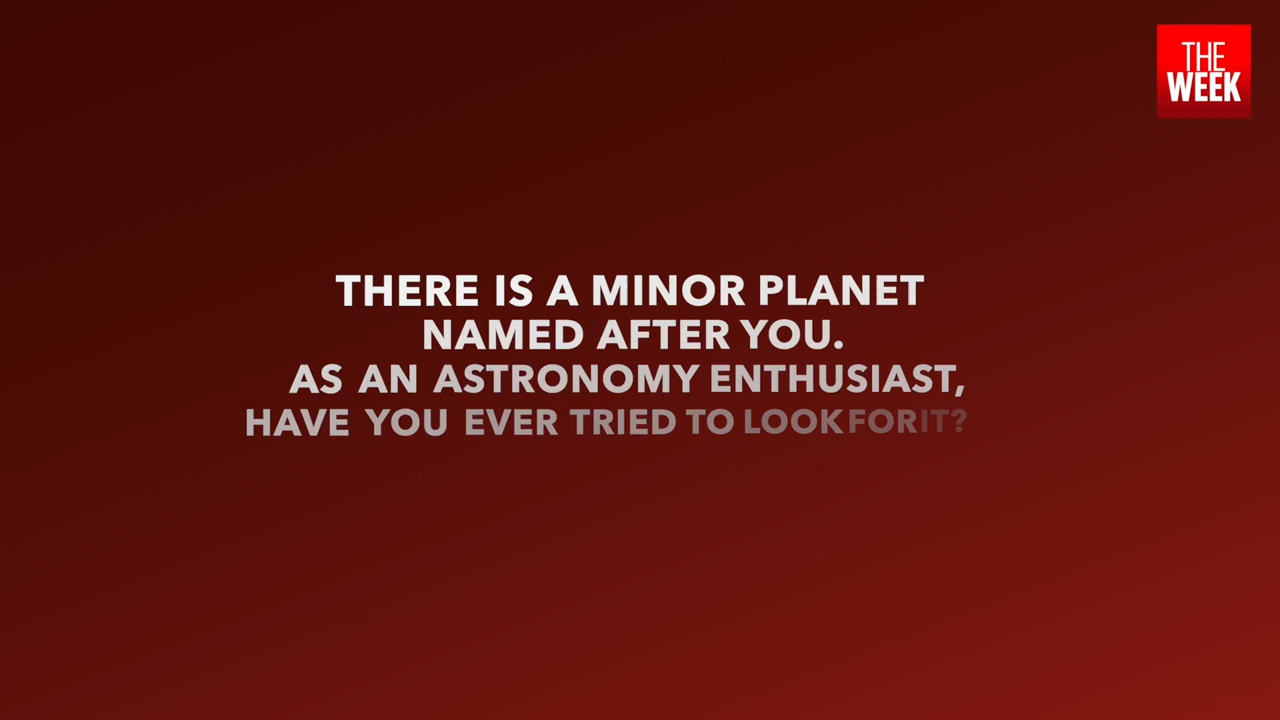 THE
WEEK
THERE IS A MINOR PLANET
NAMED AFTER YOU.
AS AN ASTRONOMY ENTHUSIAST,
HAVE YOU EVER TRIED TO LOOK FOR IT?